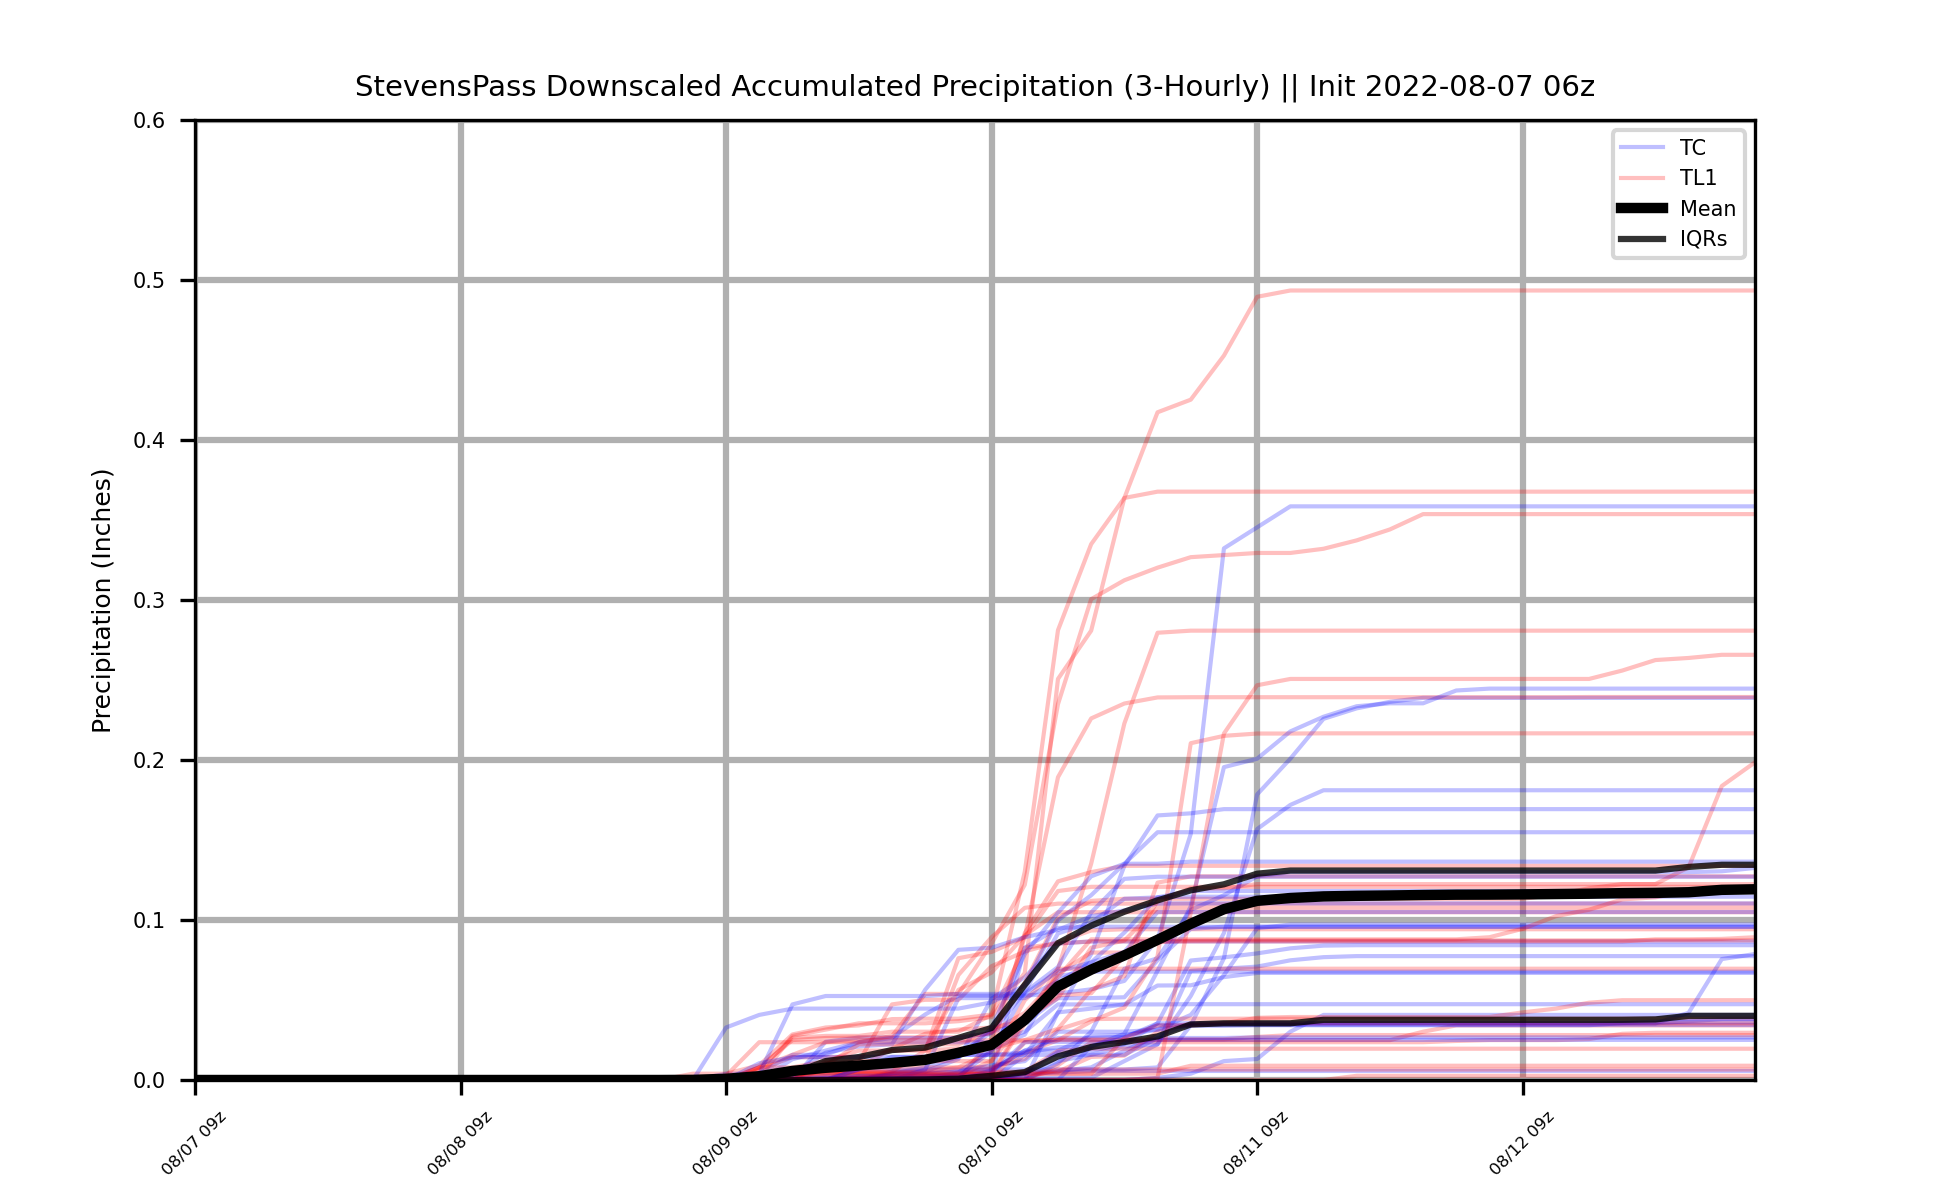 StevensPass Downscaled Accumulated Precipitation (3-Hourly) || Init 2022-08-07 06z
TC
TL1
Mean
IQRs
Precipitation (Inches)
0.6
0.5
0.4
0.3
0.2
0.1
0.0
08/07 09z
08/08 09z
08/09 09z
08/10 09z
08/11 09z
08/12 09z